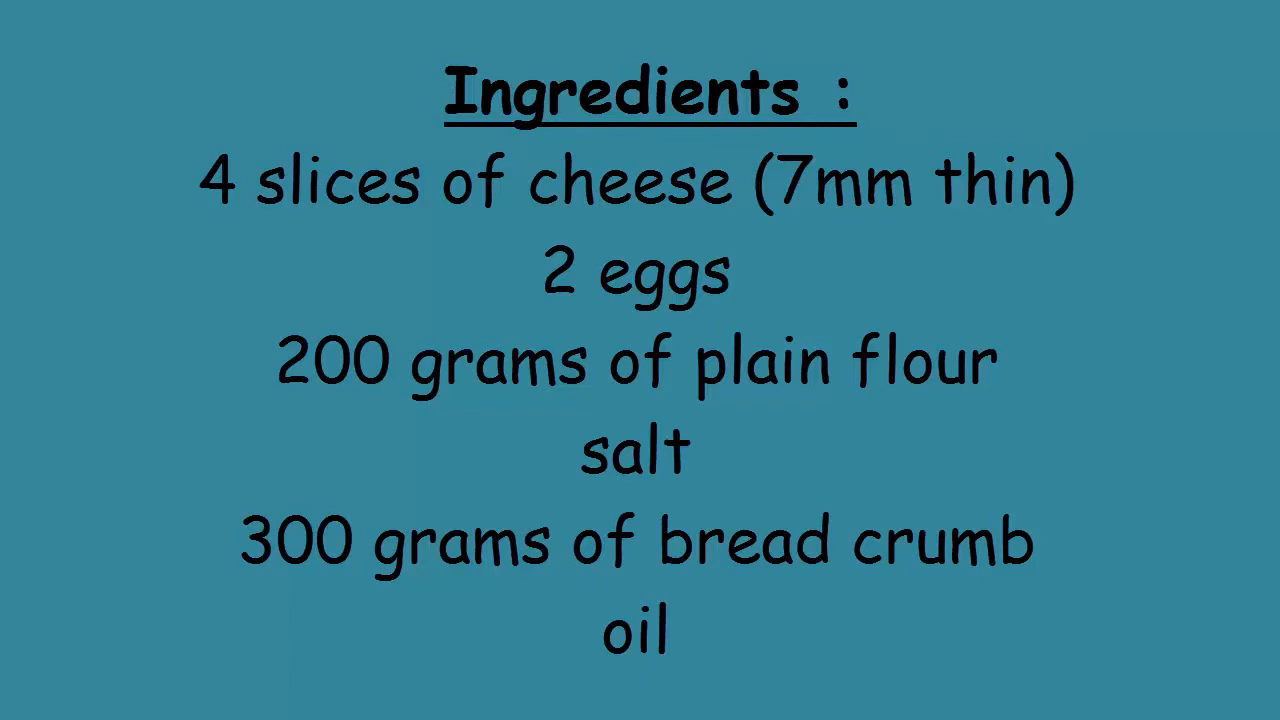 Ingredients :
4 slices of cheese (7mm thin)
2 eggs
200 grams of plain flour
salt
300 grams of bread crumb
oil